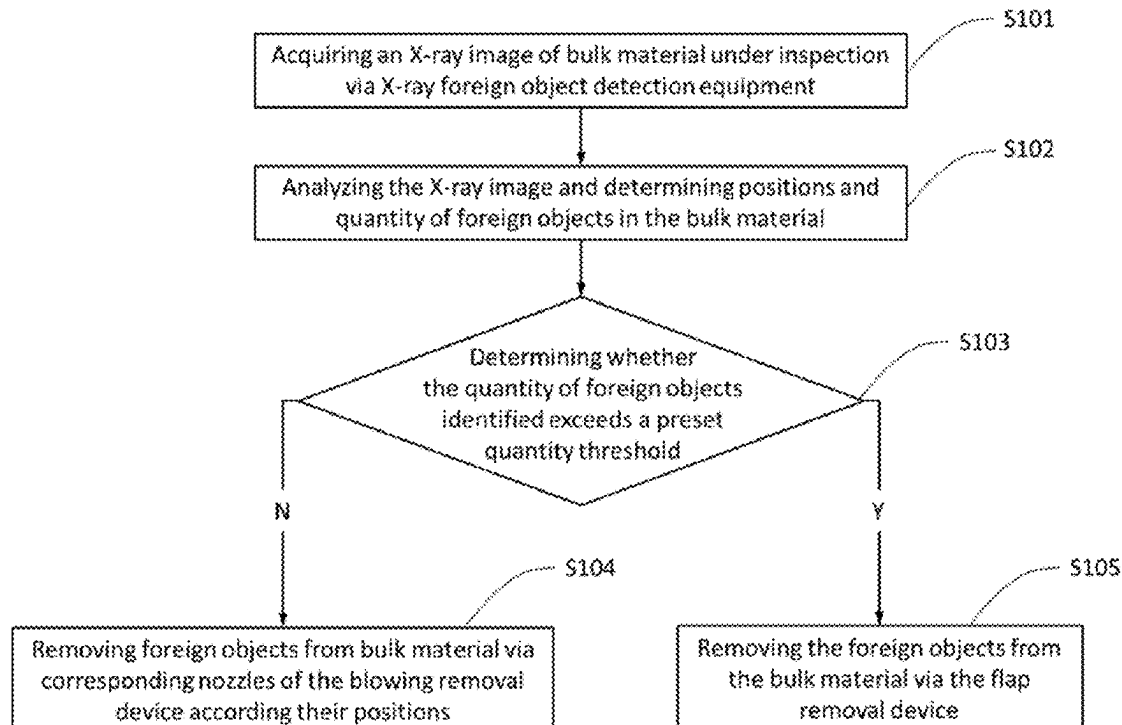 S101
Acquiring an X-ray image of bulk material under inspection
via X-ray foreign object detection equipment
S102
Analyzing the X-ray image and determining positions and
quantity of foreign objects in the bulk material
S103
Determining whether
the quantity of foreign objects
identified exceeds a preset
quantity threshold
N
Y
S104
Removing foreign objects from bulk material via
corresponding nozzles of the blowing removal
device according their positions
S105
Removing the foreign objects from
the bulk material via the flap
removal device